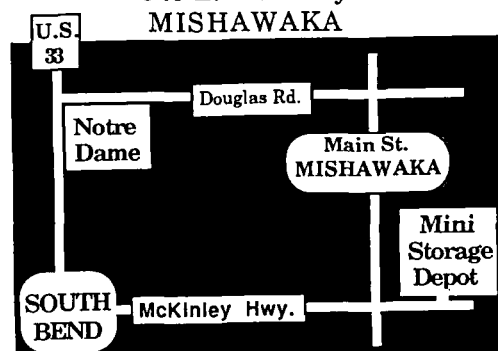 MISHAWAKA
U.S.
33
Douglas Rd.
Notre
Dame
Main St.
MISHAWAKA
Mini
Storage
Depot
SOUTH
BEND
McKinley Hwy.